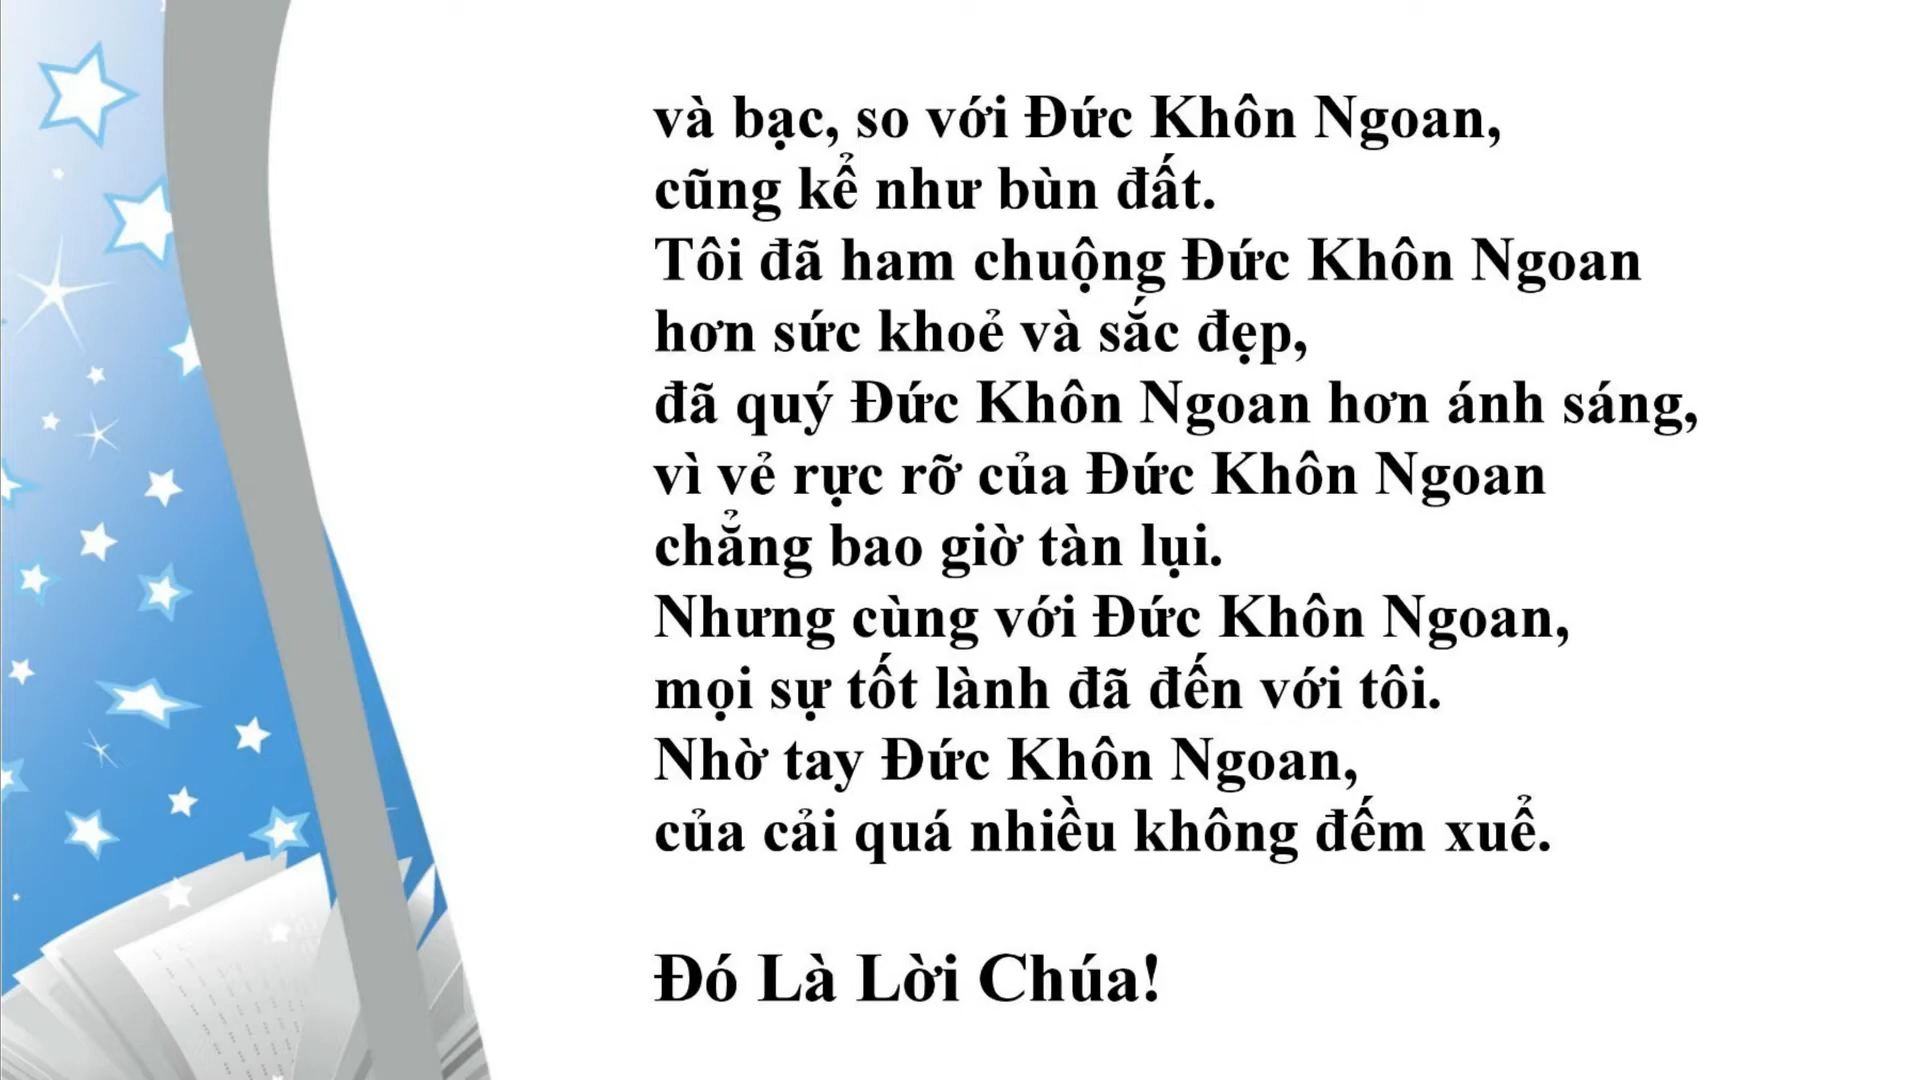 và bạc, so với Đức Khôn Ngoan,
cũng kể như bùn đất.
Tôi đã ham chuộng Đức Khôn Ngoan
hơn sức khoẻ và sắc đẹp,
đã quý Đức Khôn Ngoan hơn ánh sáng,
vì vẻ rực rỡ của Đức Khôn Ngoan
chẳng bao giờ tàn lụi.
Nhưng cùng với Đức Khôn Ngoan,
mọi sự tốt lành đã đến với tôi.
Nhờ tay Đức Khôn Ngoan,
của cải quá nhiều không đếm xuể.
Đó Là Lời Chúa!